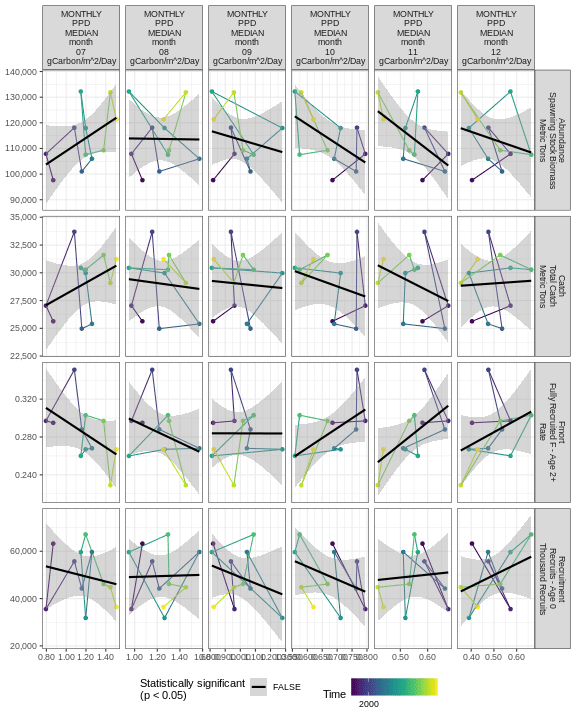 MONTHLY
PPD
MEDIAN
month
07
gCarbon/m^2/Day
MONTHLY
PPD
MEDIAN
month
08
gCarbon/m^2/Day
MONTHLY
PPD
MEDIAN
month
09
gCarbon/m^2/Day
MONTHLY
PPD
MEDIAN
month
10
gCarbon/m^2/Day
MONTHLY
PPD
MEDIAN
month
11
gCarbon/m^2/Day
MONTHLY
PPD
MEDIAN
month
12
gCarbon/m^2/Day
140,000
130,000
120,000
110,000
100,000
90,000
Abundance
Spawning Stock Biomass
Metric Tons
35,000
32,500
30,000
27,500
25,000
22,500
Catch
Total Catch
Metric Tons
0.320
0.280
0.240
Fmort
Fully Recruited F - Age 2+
Rate
60,000
40,000
20,000
Recruitment
Recruits - Age 0
Thousand Recruits
0.80 1.00 1.20 1.40
1.00 1.20 1.40
0.50 0.60
0.40 0.50 0.60
Statistically significant
(p < 0.05)
FALSE
Time
2000